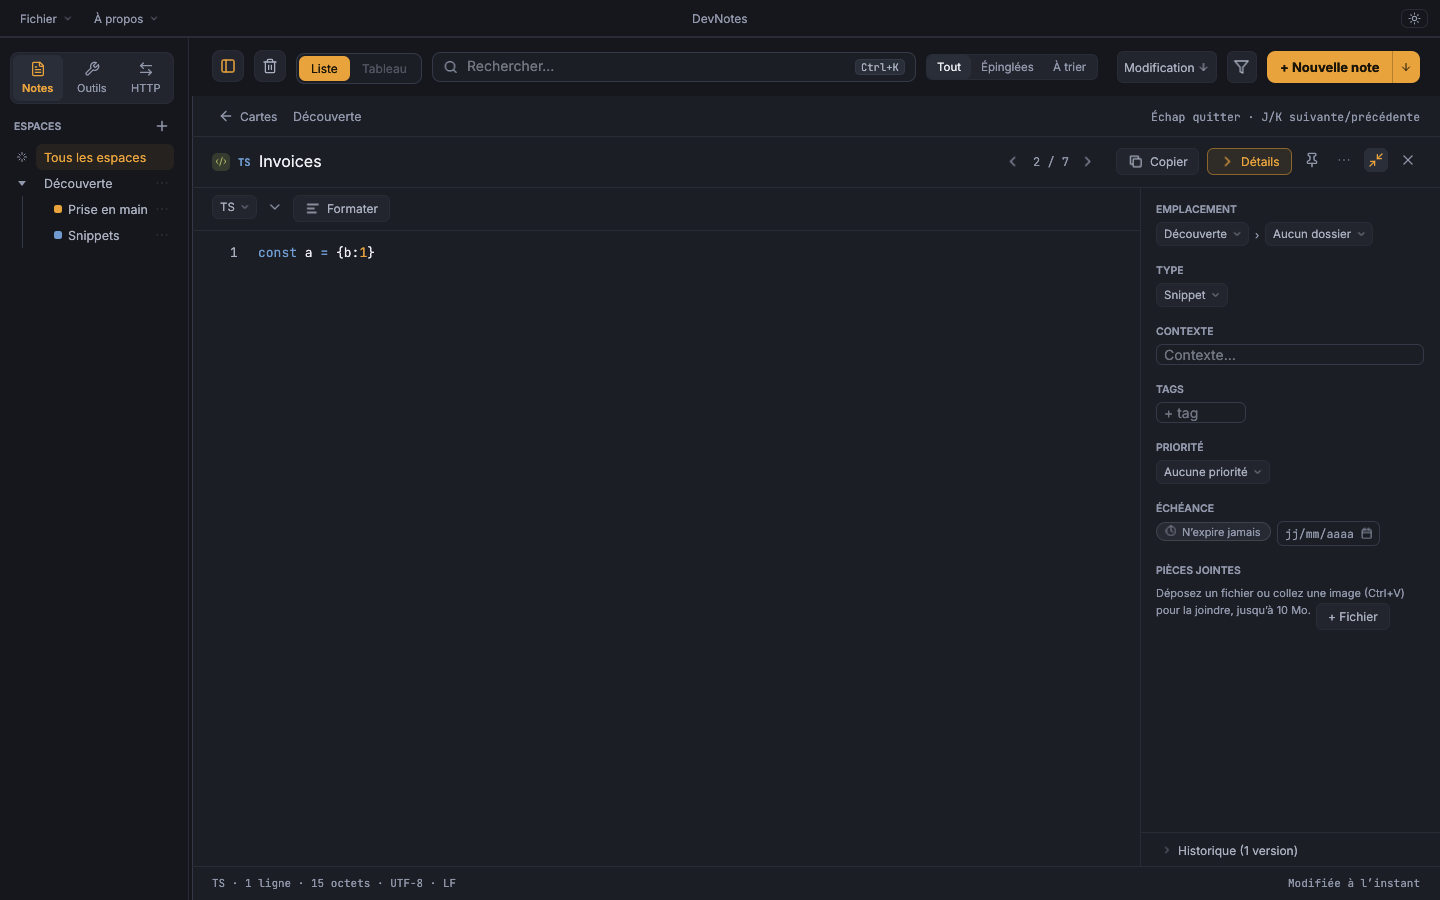 Fichier À propos DevNotes
Notes Outils HTTP
Liste Tableau Rechercher... Ctrl+K Tout Épinglées À trier Modification + Nouvelle note
ESPACES
Tous les espaces
Découverte ...
Prise en main ...
Snippets ...
Cartes Découverte Échap quitter · J/K suivante/précédente
TS Invoices 2 / 7 Copier Détails ...
TS Formater
1 const a = {b:1}
EMPLACEMENT
Découverte › Aucun dossier
TYPE
Snippet
CONTEXTE
Contexte...
TAGS
+ tag
PRIORITÉ
Aucune priorité
ÉCHÉANCE
N’expire jamais jj/mm/aaaa
PIÈCES JOINTES
Déposez un fichier ou collez une image (Ctrl+V)
pour la joindre, jusqu’à 10 Mo. + Fichier
Historique (1 version)
TS · 1 ligne · 15 octets · UTF-8 · LF Modifiée à l’instant